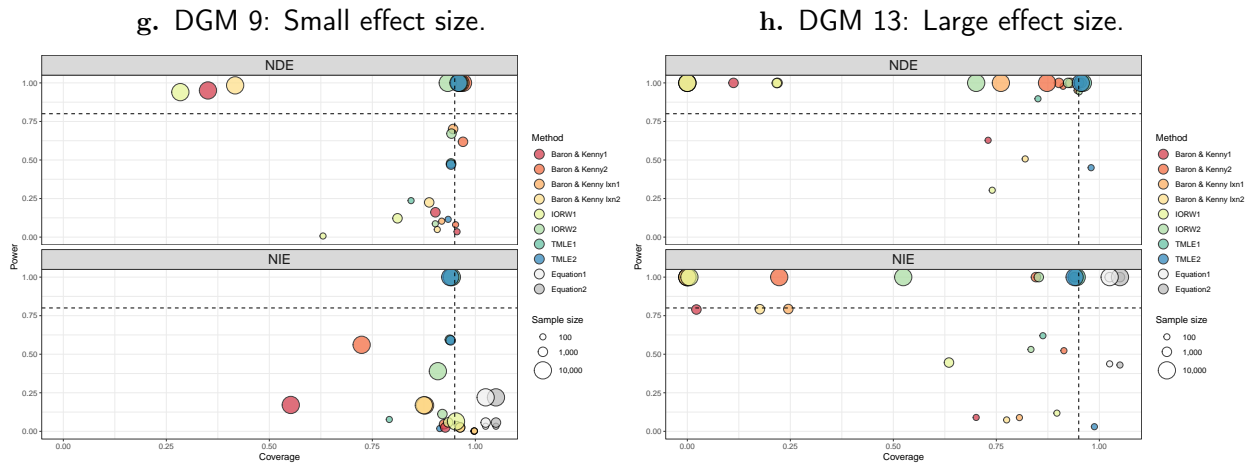 g. DGM 9: Small effect size.
NDE
1.00
0.75
0.50
0.25
0.00
NIE
1.00
0.75
0.50
0.25
0.00
Power
0.00 0.25 0.50 0.75 1.00
Coverage
Method
Baron & Kenny1
Baron & Kenny2
Baron & Kenny Ixn1
Baron & Kenny Ixn2
IORW1
IORW2
TMLE1
TMLE2
Equation1
Equation2
Sample size
100
1,000
10,000
h. DGM 13: Large effect size.
NDE
1.00
0.75
0.50
0.25
0.00
NIE
1.00
0.75
0.50
0.25
0.00
Power
0.00 0.25 0.50 0.75 1.00
Coverage
Method
Baron & Kenny1
Baron & Kenny2
Baron & Kenny Ixn1
Baron & Kenny Ixn2
IORW1
IORW2
TMLE1
TMLE2
Equation1
Equation2
Sample size
100
1,000
10,000